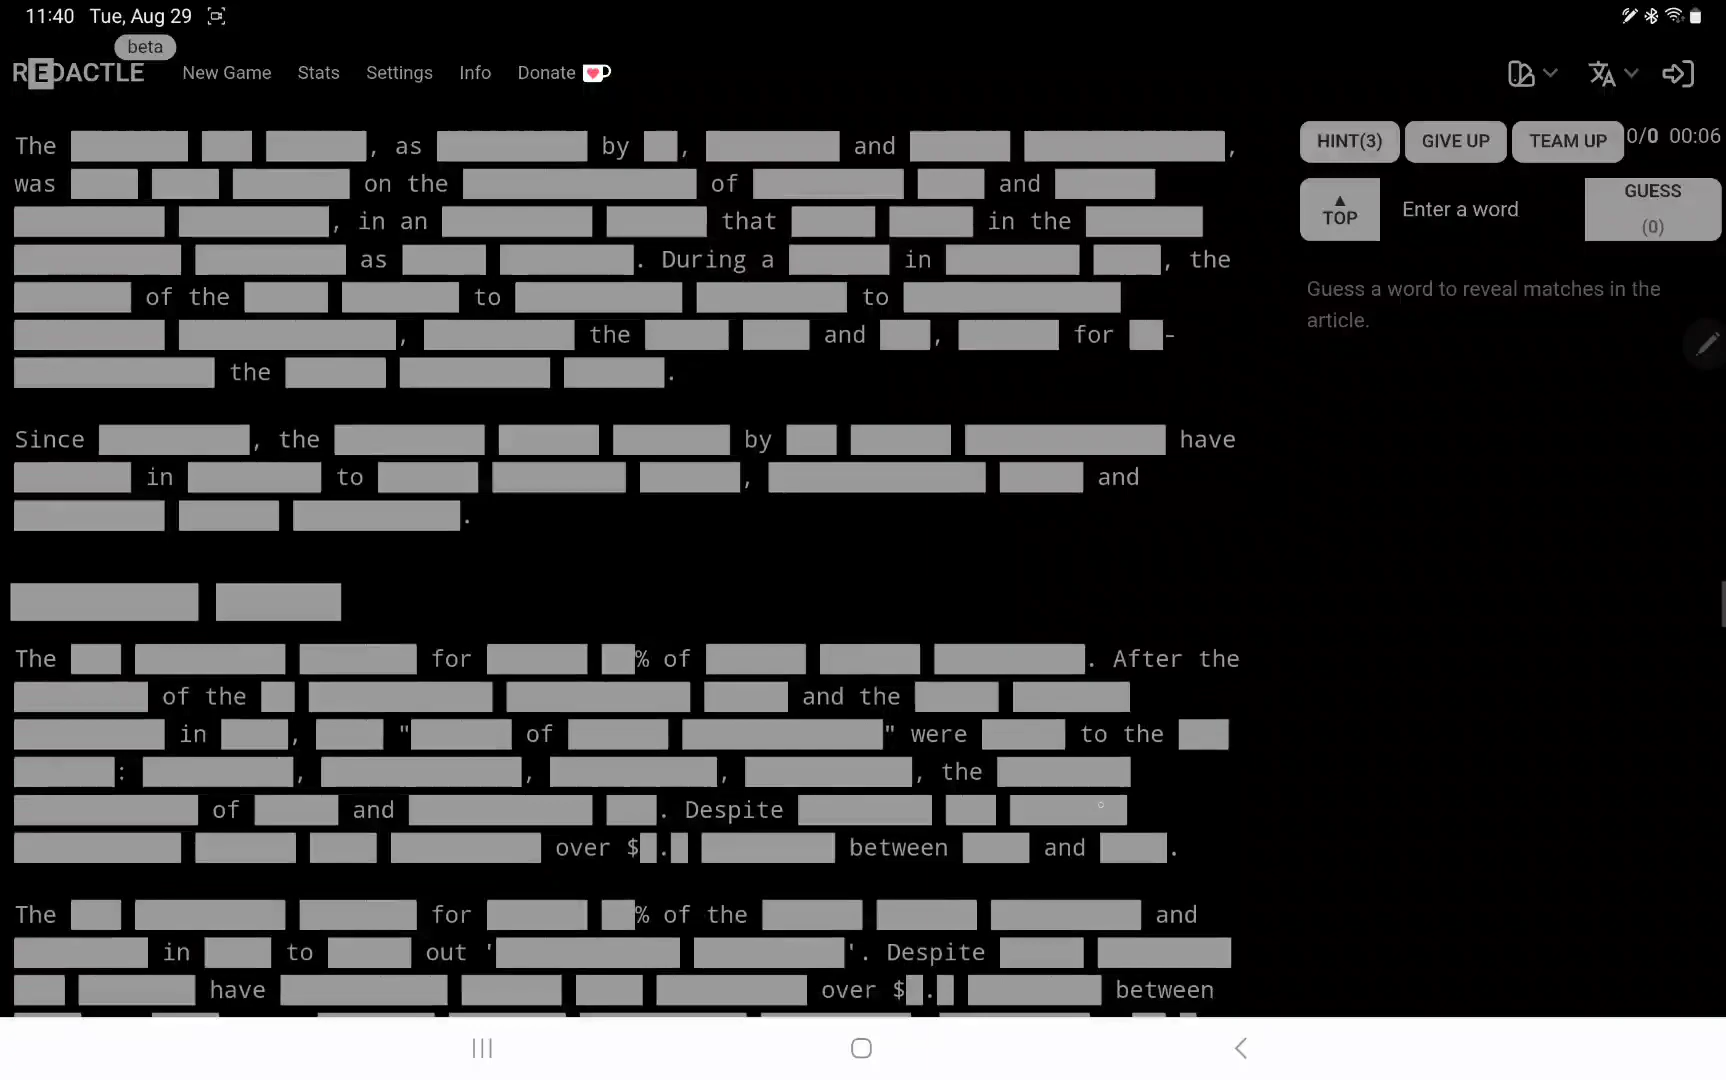 11:40 Tue, Aug 29
beta
REDACTLE New Game Stats Settings Info Donate
The , as by , and ,
was on the of and
, in an that in the
as . During a in , the
of the to to
, the and , for -
the .
Since , the by have
in to , and
.
The for % of . After the
of the and the
in , " of " were to the
: , , , , the
of and . Despite
over $ . between and .
The for % of the and
in to out ' '. Despite
have over $ . between
HINT(3) GIVE UP TEAM UP 0/0 00:06
▲
TOP
Enter a word
GUESS
(0)
Guess a word to reveal matches in the
article.